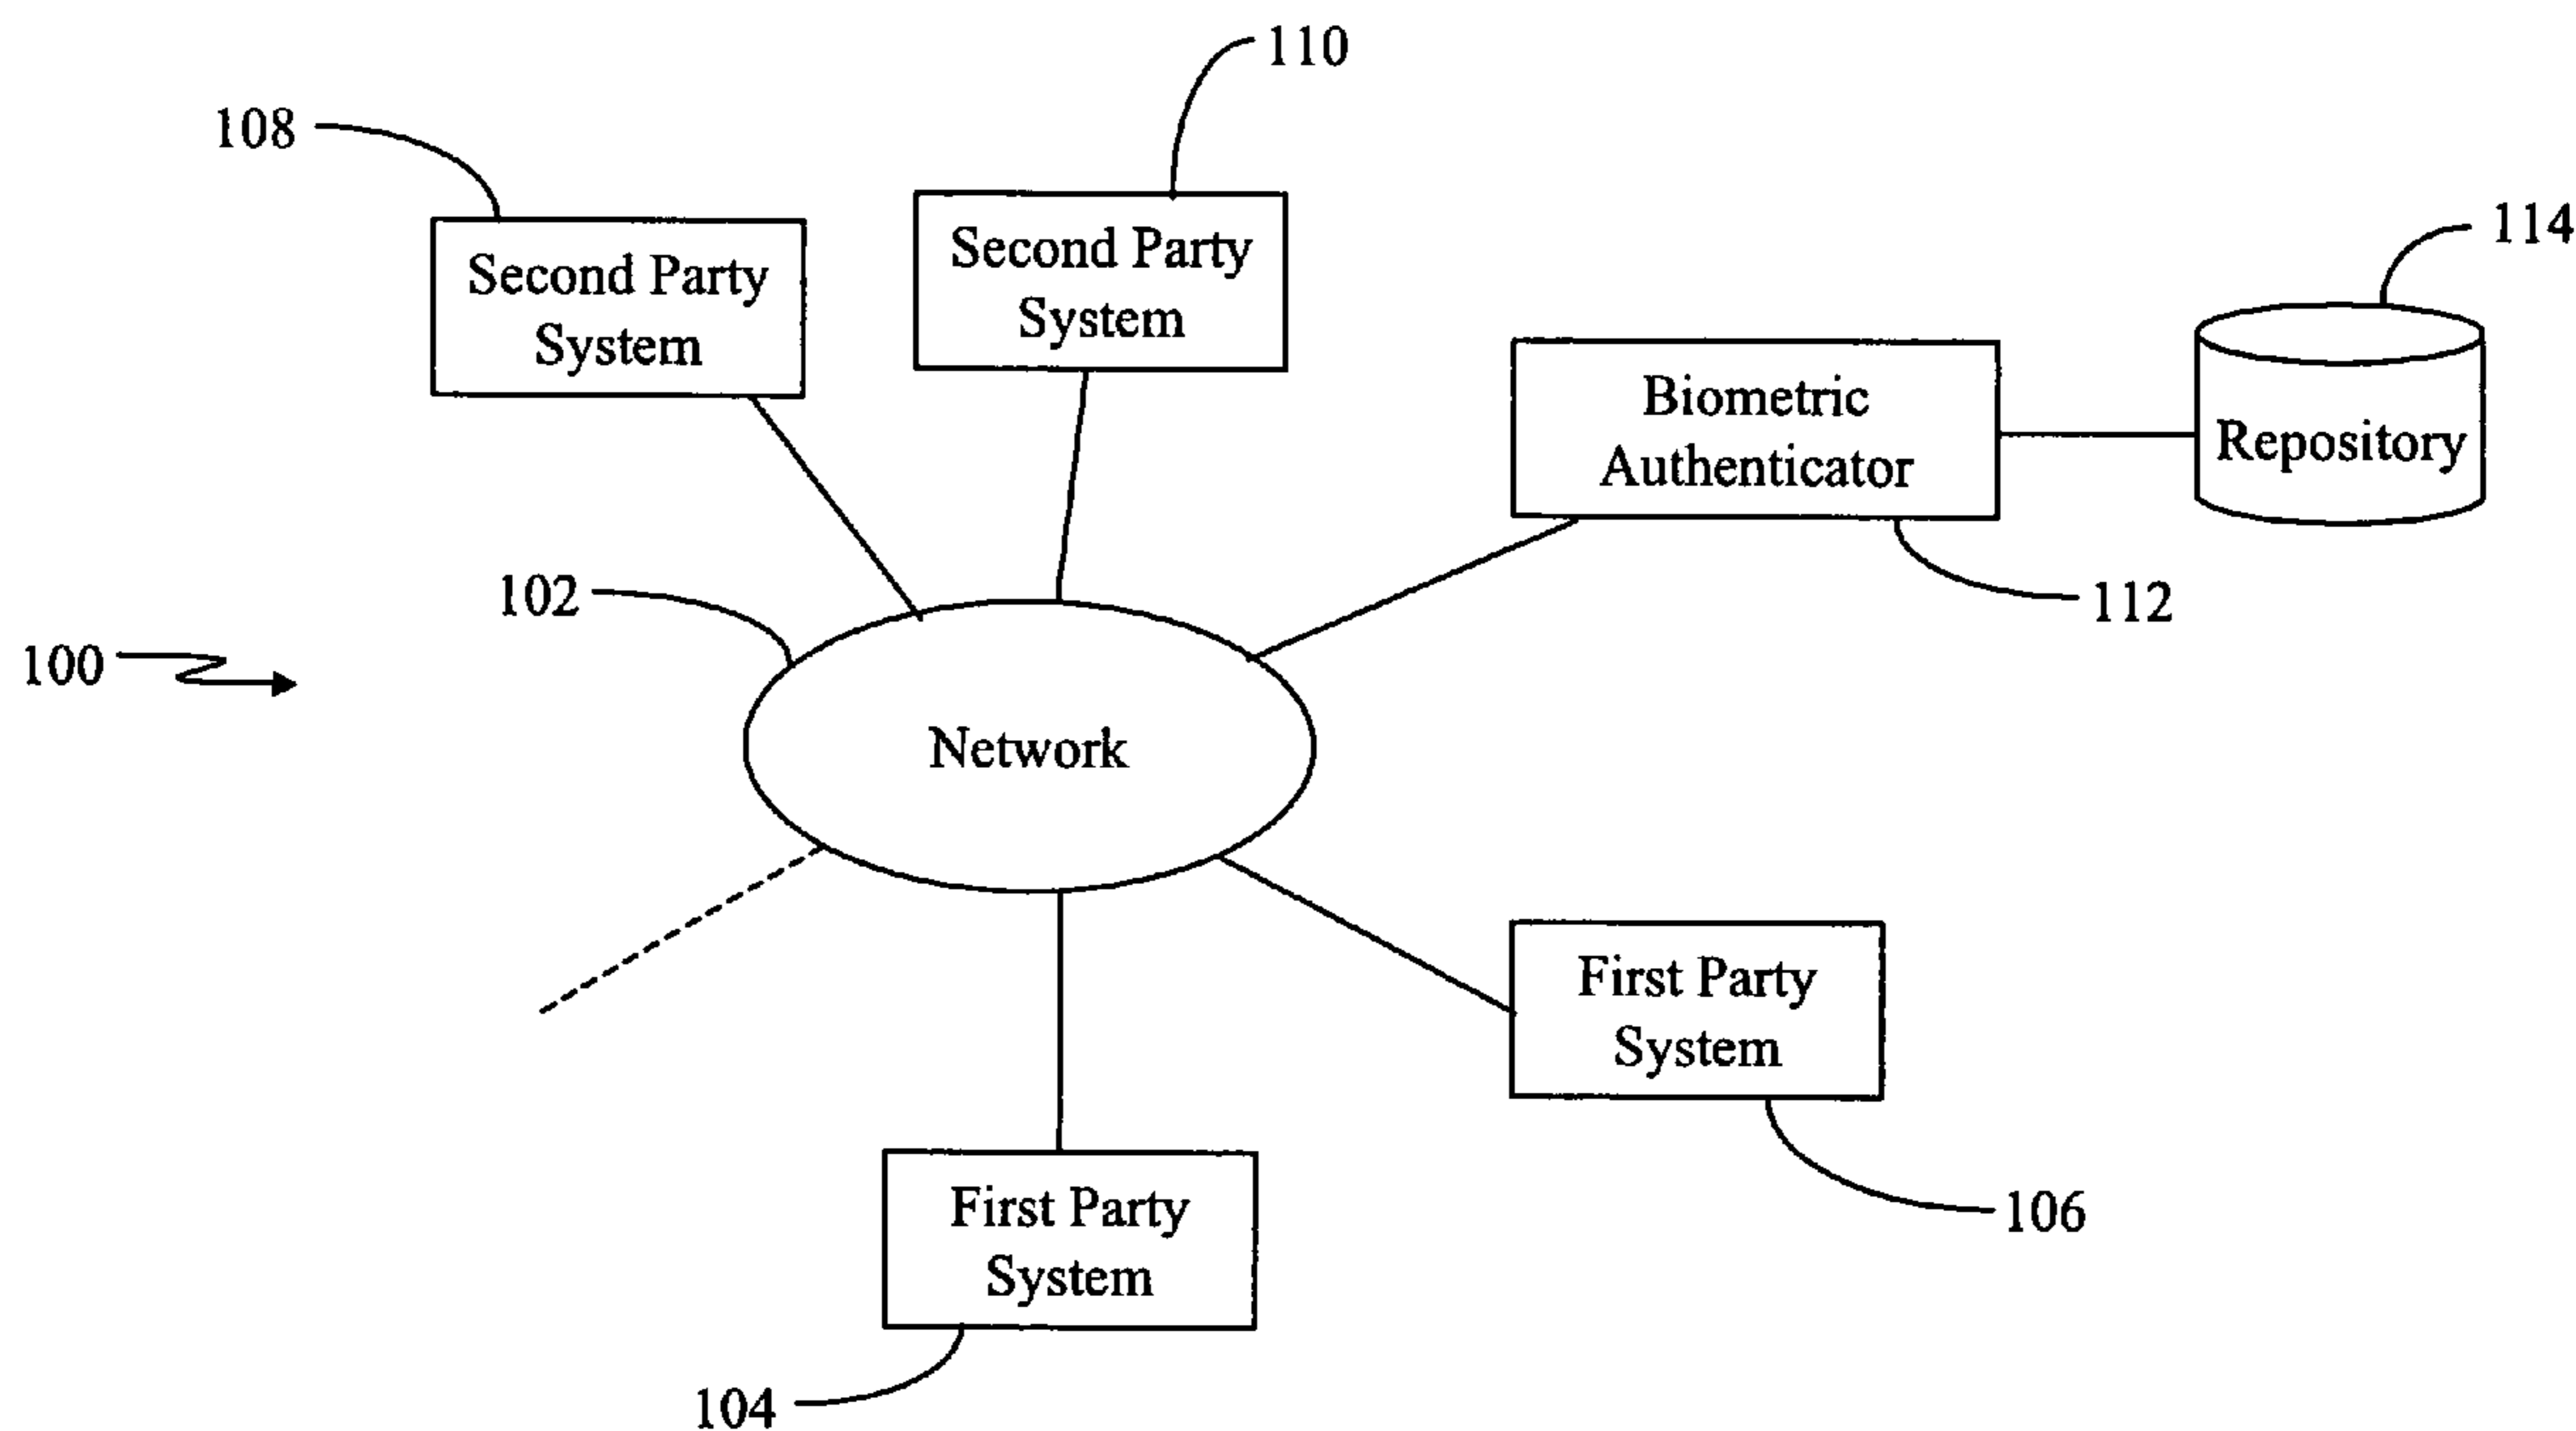 110
108
114
Second Party
System
Second Party
System
Biometric
Authenticator
Repository
102
112
100
Network
First Party
System
First Party
System
106
104